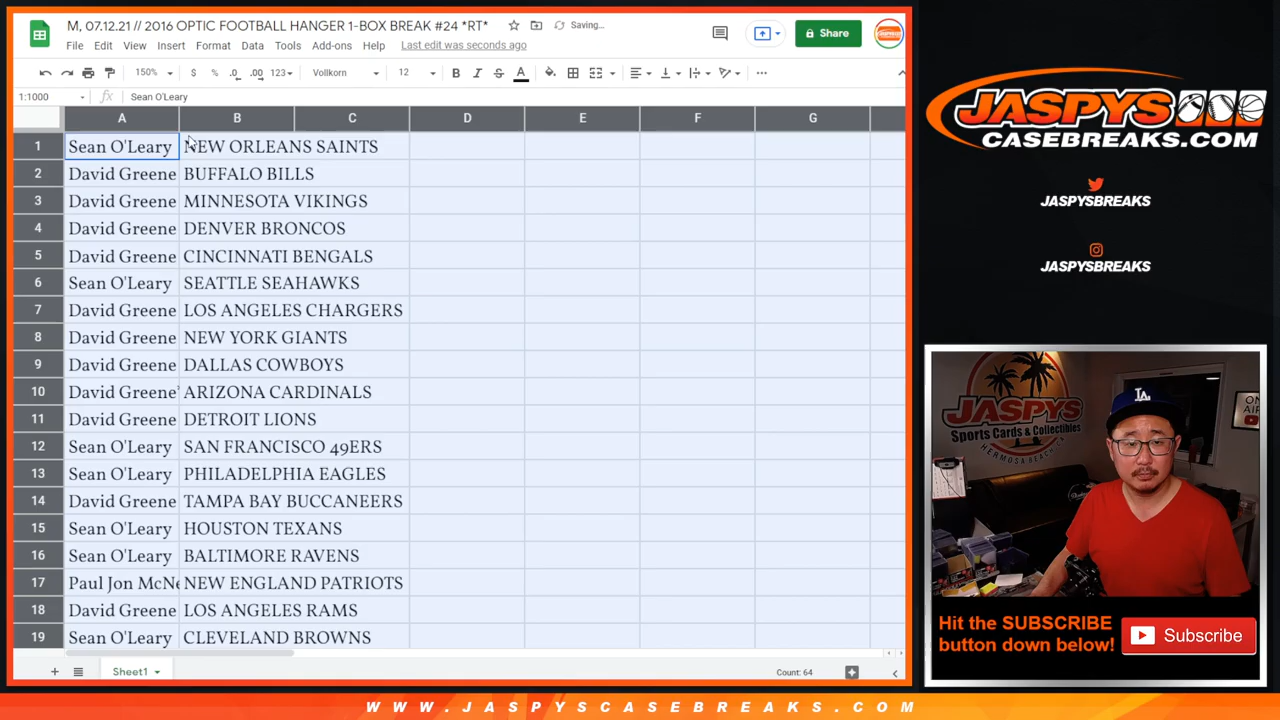 M, 07.12.21 // 2016 OPTIC FOOTBALL HANGER 1-BOX BREAK #24 *RT*
Saving...
File Edit View Insert Format Data Tools Add-ons Help Last edit was seconds ago
Share
150% $ % .0 .00 123 Vollkorn 12 B I S A
1:1000 fx Sean O'Leary
A B C D E F G
1 Sean O'Leary NEW ORLEANS SAINTS
2 David Greene BUFFALO BILLS
3 David Greene MINNESOTA VIKINGS
4 David Greene DENVER BRONCOS
5 David Greene CINCINNATI BENGALS
6 Sean O'Leary SEATTLE SEAHAWKS
7 David Greene LOS ANGELES CHARGERS
8 David Greene NEW YORK GIANTS
9 David Greene DALLAS COWBOYS
10 David Greene' ARIZONA CARDINALS
11 David Greene DETROIT LIONS
12 Sean O'Leary SAN FRANCISCO 49ERS
13 Sean O'Leary PHILADELPHIA EAGLES
14 David Greene TAMPA BAY BUCCANEERS
15 Sean O'Leary HOUSTON TEXANS
16 Sean O'Leary BALTIMORE RAVENS
17 Paul Jon McNe NEW ENGLAND PATRIOTS
18 David Greene LOS ANGELES RAMS
19 Sean O'Leary CLEVELAND BROWNS
Sheet1
Count: 64
JASPYS
CASEBREAKS.COM
JASPYSBREAKS
JASPYSBREAKS
JASPYS
Sports Cards & Collectibles
HERMOSA BEACH CA
LA
ON
AIR
Hit the SUBSCRIBE
button down below!
Subscribe
WWW.JASPYSCASEBREAKS.COM